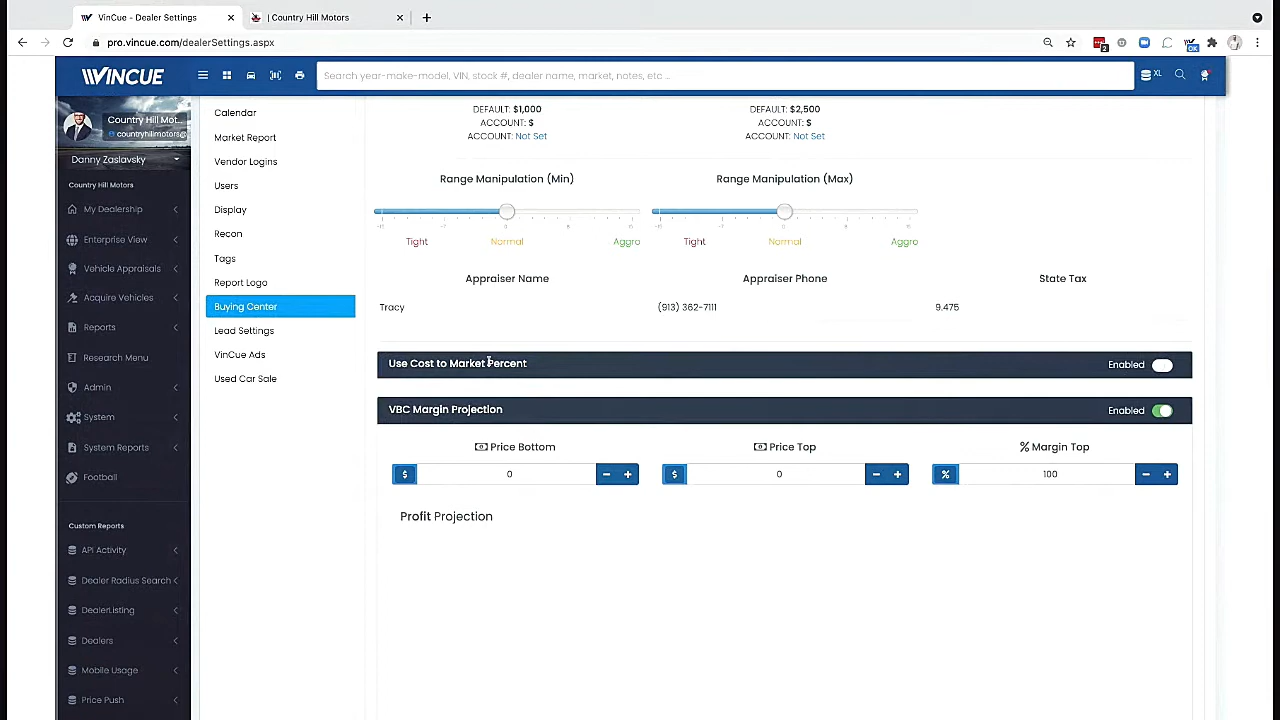 VinCue - Dealer Settings
| Country Hill Motors
pro.vincue.com/dealerSettings.aspx
VINCUE
Search year-make-model, VIN, stock #, dealer name, market, notes, etc ...
XL
Country Hill Mot...
countryhillmotors@
Danny Zaslavsky
Country Hill Motors
My Dealership
Enterprise View
Vehicle Appraisals
Acquire Vehicles
Reports
Research Menu
Admin
System
System Reports
Football
Custom Reports
API Activity
Dealer Radius Search
DealerListing
Dealers
Mobile Usage
Price Push
Calendar
Market Report
Vendor Logins
Users
Display
Recon
Tags
Report Logo
Buying Center
Lead Settings
VinCue Ads
Used Car Sale
DEFAULT: $1,000
ACCOUNT: $
ACCOUNT: Not Set
DEFAULT: $2,500
ACCOUNT: $
ACCOUNT: Not Set
Range Manipulation (Min)
Tight Normal Aggro
Range Manipulation (Max)
Tight Normal Aggro
Appraiser Name Appraiser Phone State Tax
Tracy (913) 362-7111 9.475
Use Cost to Market Percent Enabled
VBC Margin Projection Enabled
Price Bottom Price Top % Margin Top
$ 0 - + $ 0 - + % 100 - +
Profit Projection